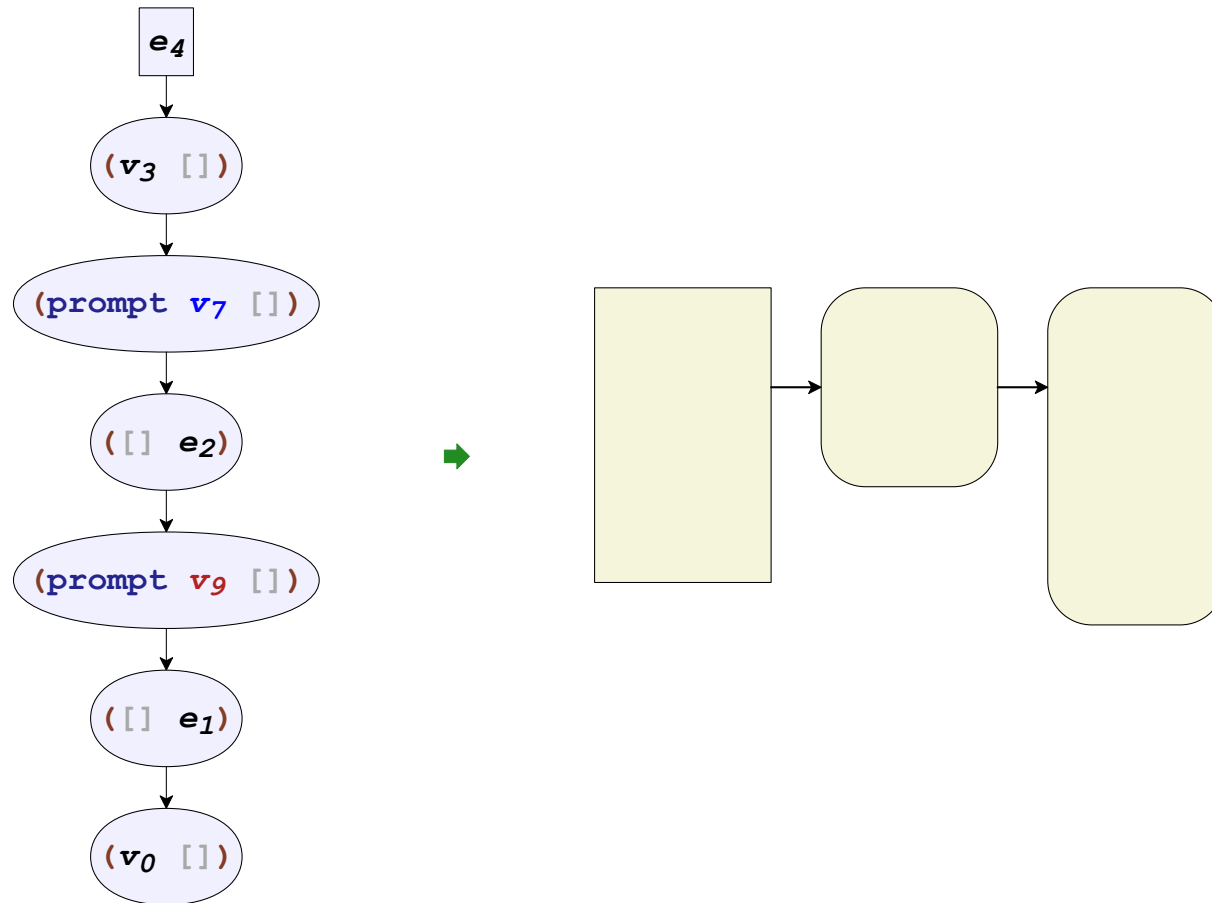 e₄
(v₃ [])
(prompt v₇ [])
([] e₂)
(prompt v₉ [])
([] e₁)
(v₀ [])